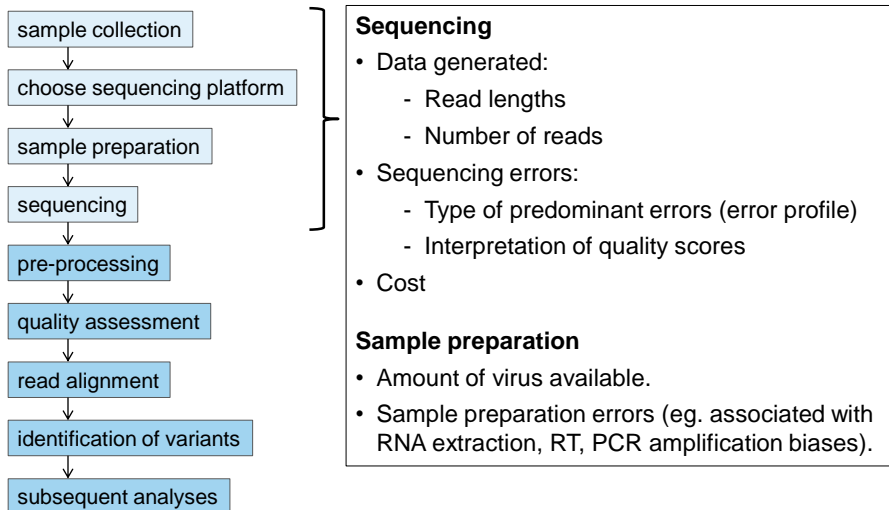 sample collection
choose sequencing platform
sample preparation
sequencing
pre-processing
quality assessment
read alignment
identification of variants
subsequent analyses
Sequencing
• Data generated:
- Read lengths
- Number of reads
• Sequencing errors:
- Type of predominant errors (error profile)
- Interpretation of quality scores
• Cost
Sample preparation
• Amount of virus available.
• Sample preparation errors (eg. associated with
RNA extraction, RT, PCR amplification biases).